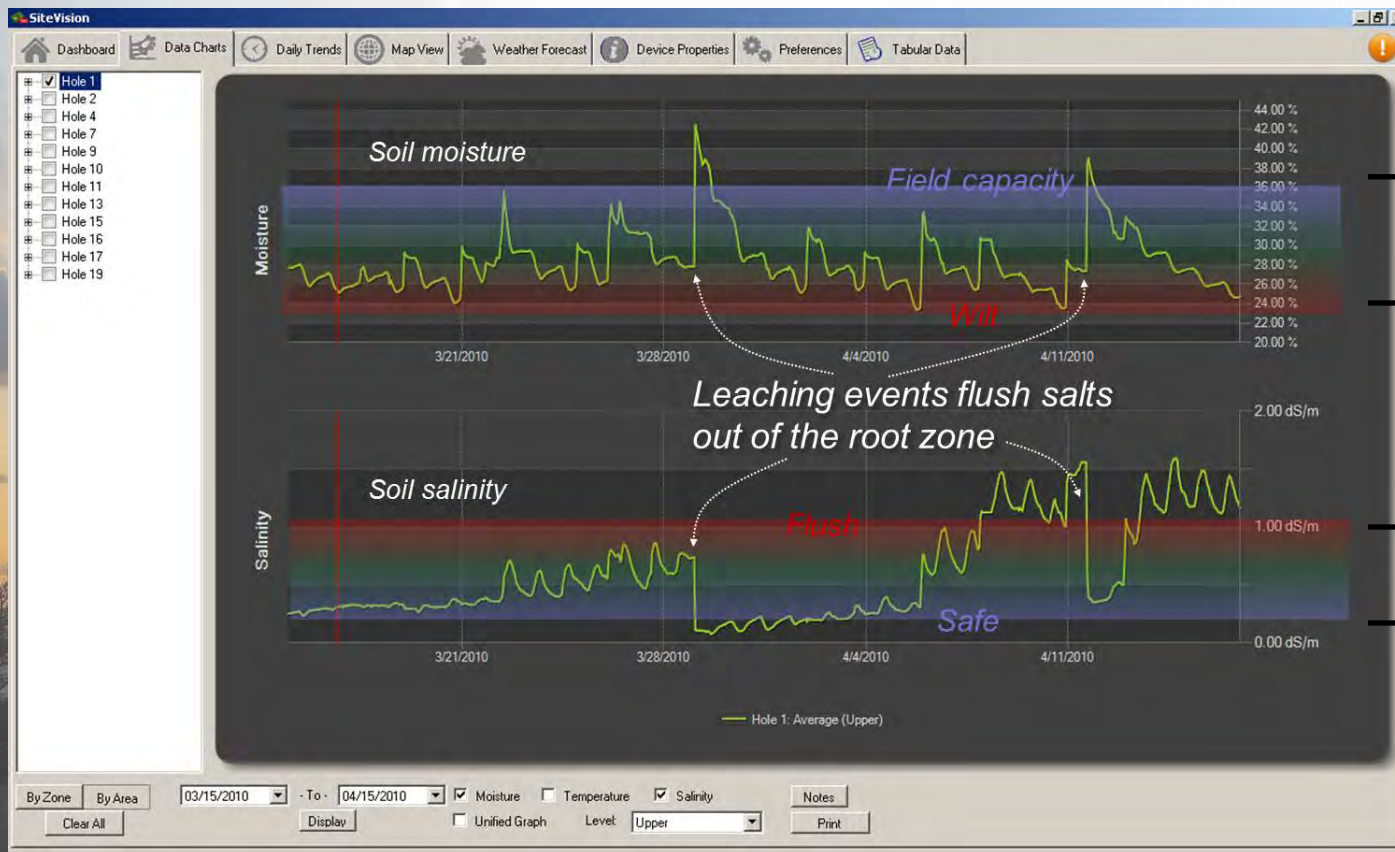 SiteVision
Dashboard
Data Charts
Daily Trends
Map View
Weather Forecast
Device Properties
Preferences
Tabular Data
Hole 1
Hole 2
Hole 4
Hole 7
Hole 9
Hole 10
Hole 11
Hole 13
Hole 15
Hole 16
Hole 17
Hole 19
Soil moisture
Field capacity
Will
Moisture
44.00 %
42.00 %
40.00 %
38.00 %
36.00 %
34.00 %
32.00 %
30.00 %
28.00 %
26.00 %
24.00 %
22.00 %
20.00 %
3/21/2010
3/28/2010
4/4/2010
4/11/2010
Leaching events flush salts
out of the root zone
Soil salinity
Flush
Safe
Salinity
2.00 dS/m
1.00 dS/m
0.00 dS/m
3/21/2010
3/28/2010
4/4/2010
4/11/2010
Hole 1: Average (Upper)
By Zone
By Area
Clear All
03/15/2010
- To -
04/15/2010
Display
Moisture
Temperature
Salinity
Unified Graph
Level:
Upper
Notes
Print